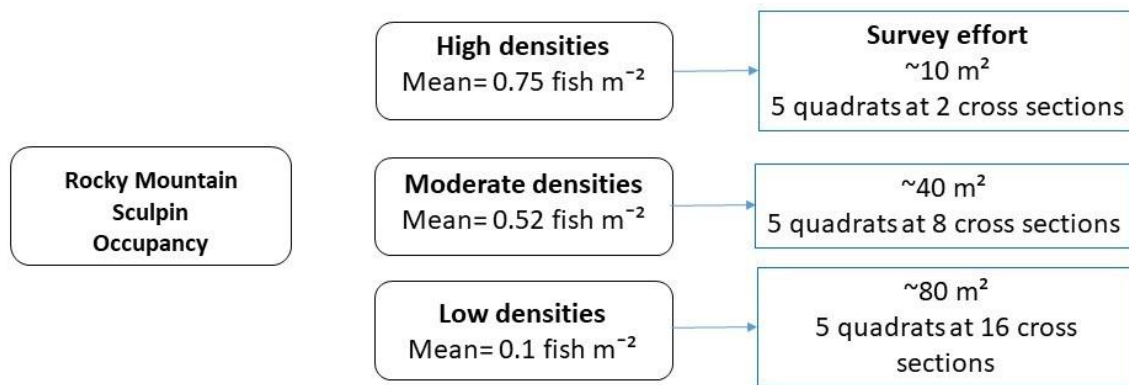 Rocky Mountain
Sculpin
Occupancy
High densities
Mean= 0.75 fish m⁻²
Survey effort
~10 m²
5 quadrats at 2 cross sections
Moderate densities
Mean= 0.52 fish m⁻²
~40 m²
5 quadrats at 8 cross sections
Low densities
Mean= 0.1 fish m⁻²
~80 m²
5 quadrats at 16 cross
sections